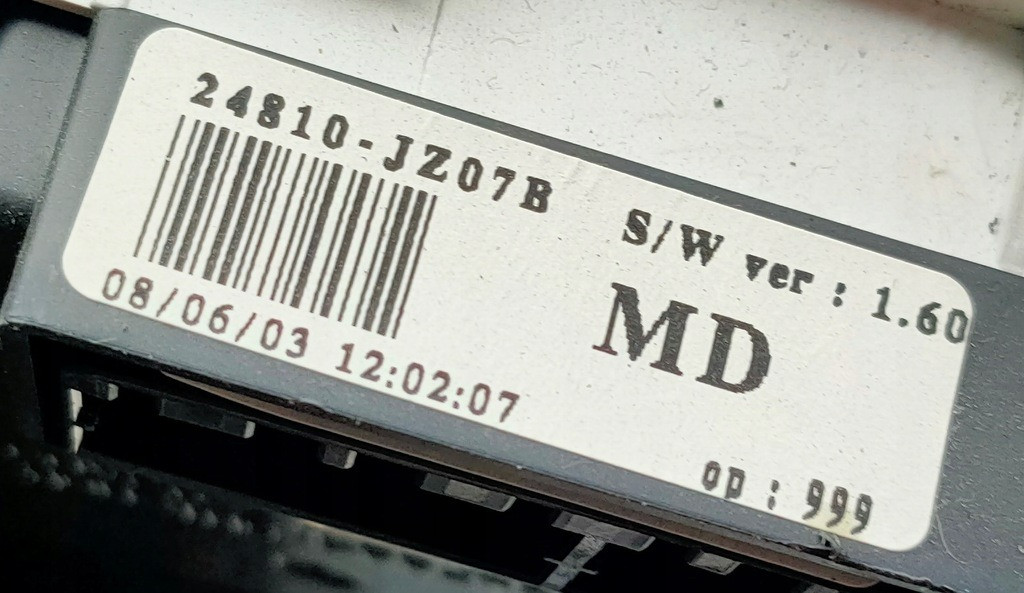 24810-JZ07B
S/W ver : 1.60
MD
08/06/03 12:02:07
op : 999